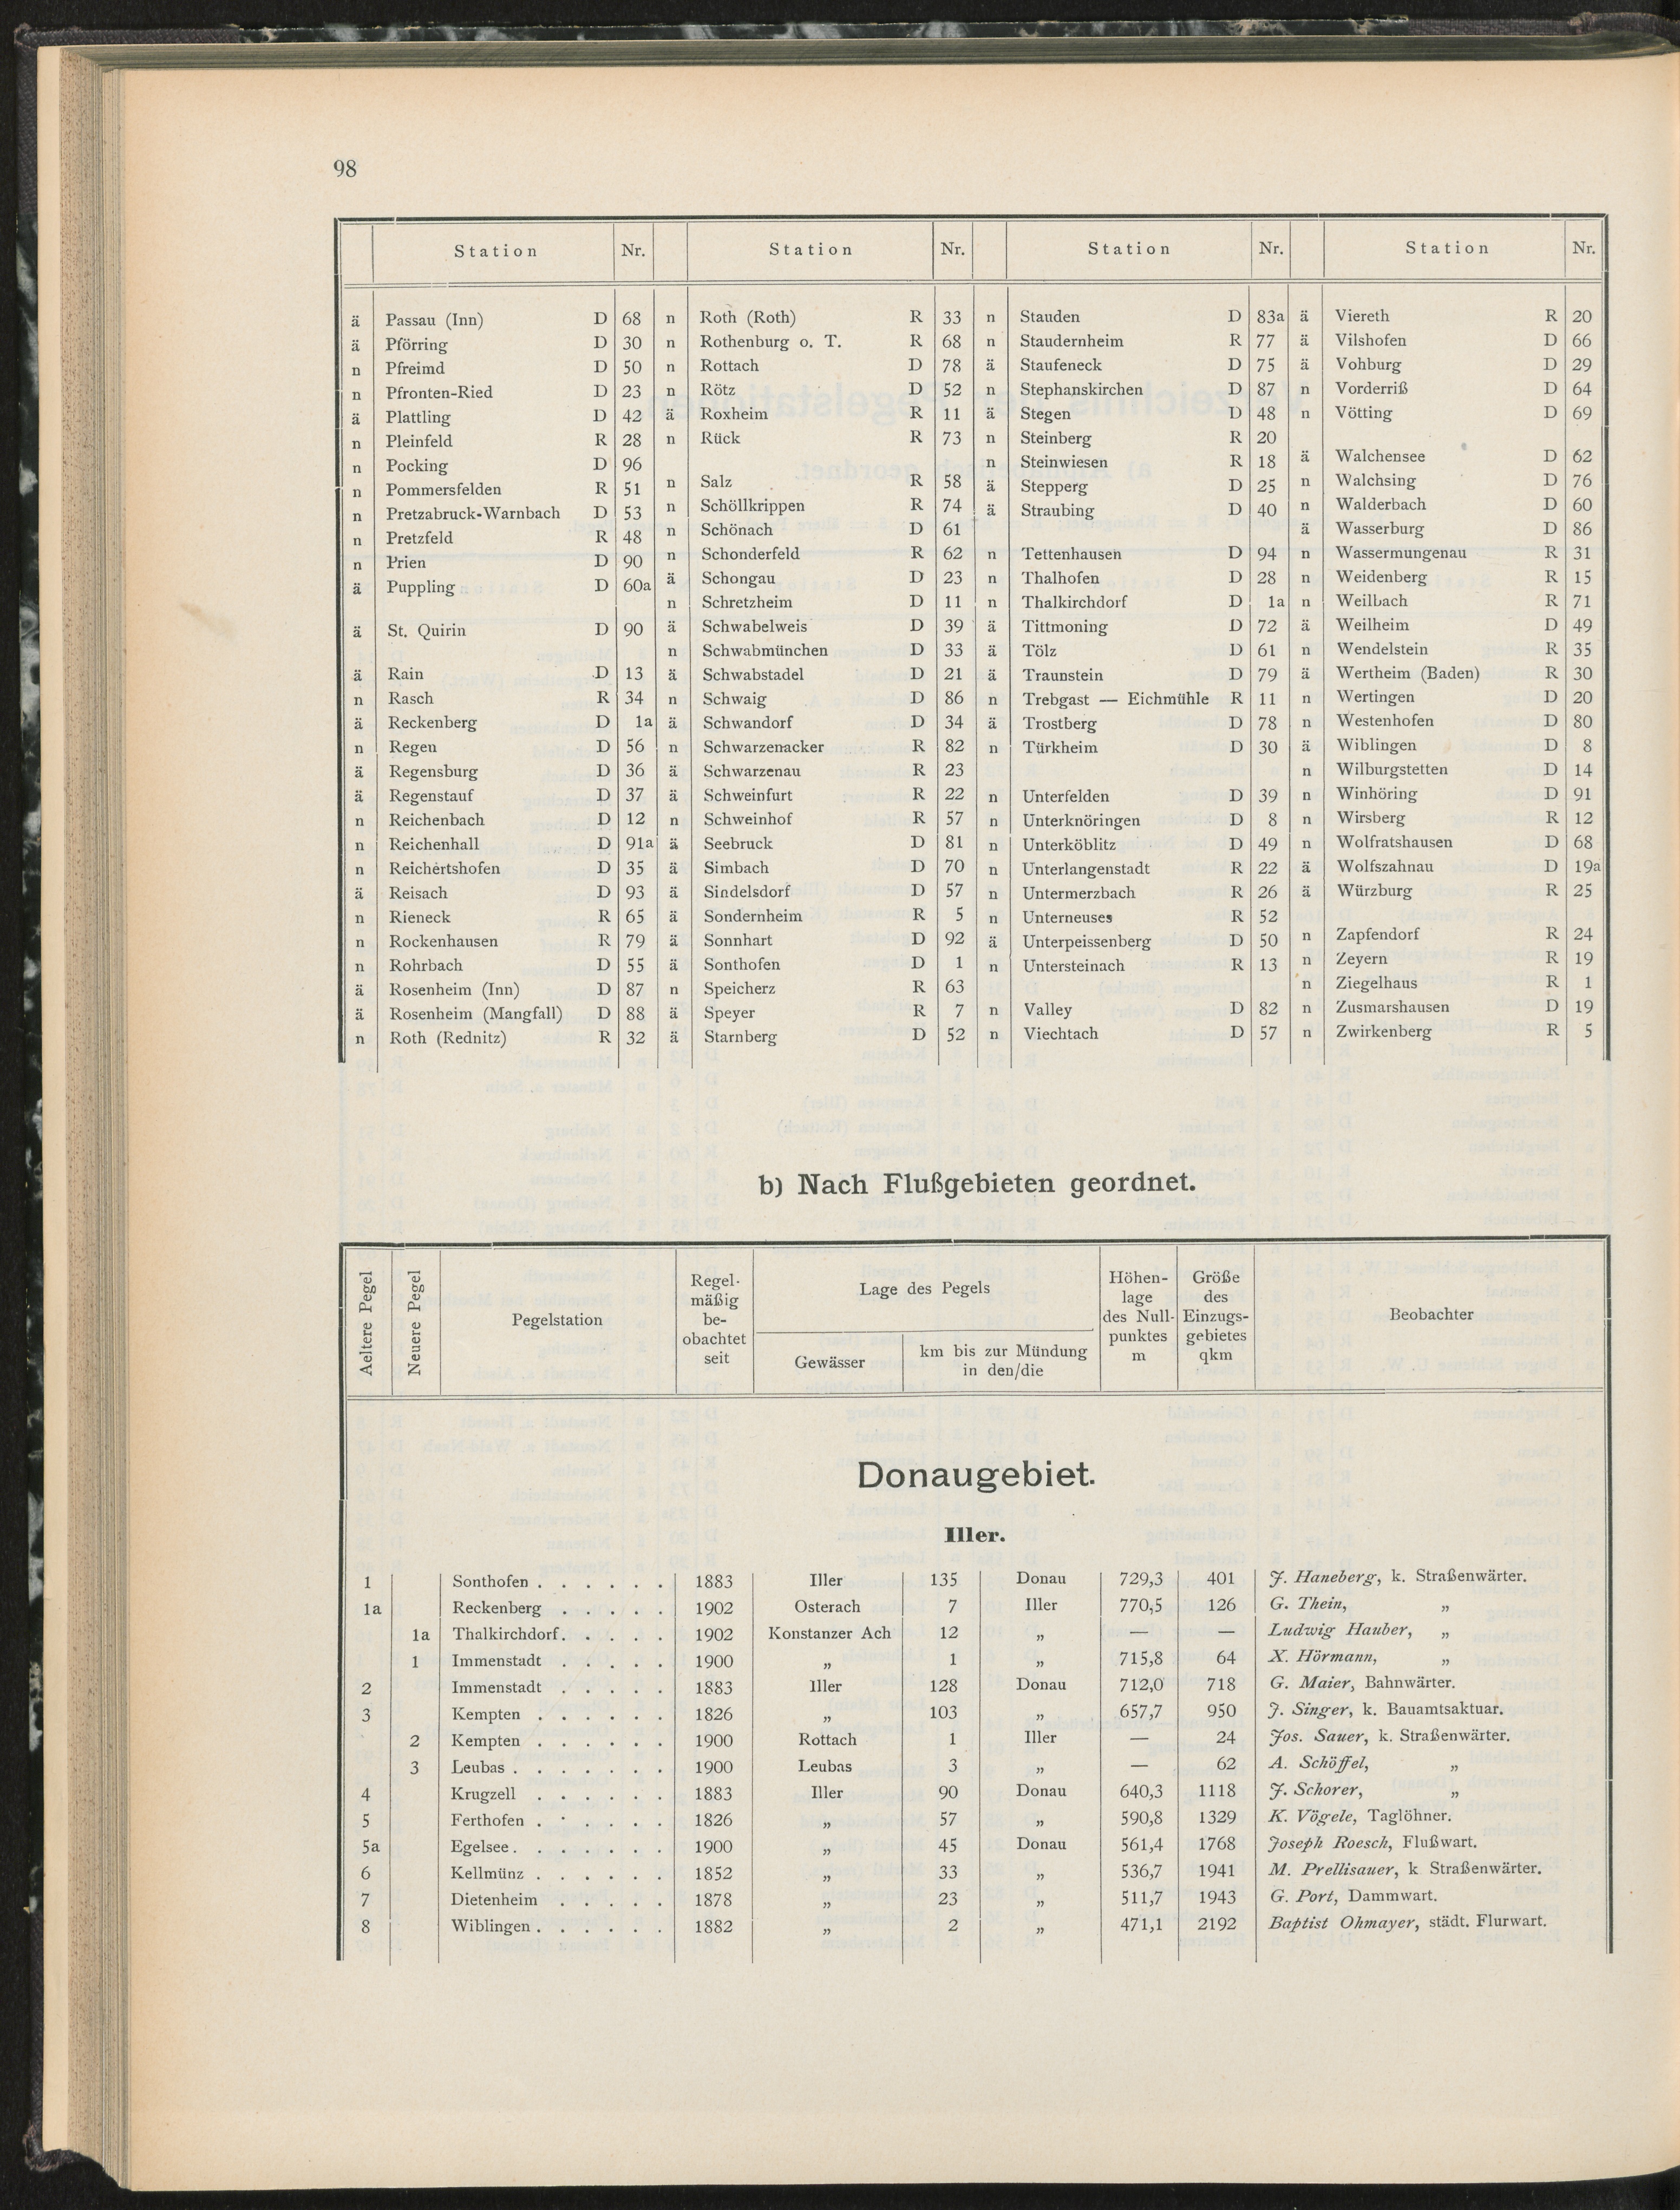 98
Station Nr. Station Nr. Station Nr. Station Nr.
ä Passau (Inn) D 68 n Roth (Roth) R 33 n Stauden D 83a ä Viereth R 20
ä Pförring D 30 n Rothenburg o. T. R 68 n Staudernheim R 77 ä Vilshofen D 66
n Pfreimd D 50 n Rottach D 78 ä Staufeneck D 75 ä Vohburg D 29
n Pfronten-Ried D 23 n Rötz D 52 n Stephanskirchen D 87 n Vorderriß D 64
ä Plattling D 42 ä Roxheim R 11 ä Stegen D 48 n Vötting D 69
n Pleinfeld R 28 n Rück R 73 n Steinberg R 20
n Pocking D 96 n Steinwiesen R 18 ä Walchensee D 62
n Pommersfelden R 51 n Salz R 58 ä Stepperg D 25 n Walchsing D 76
n Pretzabruck-Warnbach D 53 n Schöllkrippen R 74 ä Straubing D 40 n Walderbach D 60
n Pretzfeld R 48 n Schönach D 61 ä Wasserburg D 86
n Prien D 90 n Schonderfeld R 62 n Tettenhausen D 94 n Wassermungenau R 31
ä Puppling D 60a ä Schongau D 23 n Thalhofen D 28 n Weidenberg R 15
n Schretzheim D 11 n Thalkirchdorf D 1a n Weilbach R 71
ä St. Quirin D 90 ä Schwabelweis D 39 ä Tittmoning D 72 ä Weilheim D 49
n Schwabmünchen D 33 ä Tölz D 61 n Wendelstein R 35
ä Rain D 13 ä Schwabstadel D 21 ä Traunstein D 79 ä Wertheim (Baden) R 30
n Rasch R 34 n Schwaig D 86 n Trebgast — Eichmühle R 11 n Wertingen D 20
ä Reckenberg D 1a ä Schwandorf D 34 ä Trostberg D 78 n Westenhofen D 80
n Regen D 56 n Schwarzenacker R 82 n Türkheim D 30 ä Wiblingen D 8
ä Regensburg D 36 ä Schwarzenau R 23 n Wilburgstetten D 14
ä Regenstauf D 37 ä Schweinfurt R 22 n Unterfelden D 39 n Winhöring D 91
n Reichenbach D 12 n Schweinhof R 57 n Unterknöringen D 8 n Wirsberg R 12
n Reichenhall D 91a ä Seebruck D 81 n Unterköblitz D 49 n Wolfratshausen D 68
n Reichertshofen D 35 ä Simbach D 70 n Unterlangenstadt R 22 ä Wolfszahnau D 19a
ä Reisach D 93 ä Sindelsdorf D 57 n Untermerzbach R 26 ä Würzburg R 25
n Rieneck R 65 ä Sondernheim R 5 n Unterneuses R 52
n Rockenhausen R 79 ä Sonnhart D 92 ä Unterpeissenberg D 50 n Zapfendorf R 24
n Rohrbach D 55 ä Sonthofen D 1 n Untersteinach R 13 n Zeyern R 19
ä Rosenheim (Inn) D 87 n Speicherz R 63 n Ziegelhaus R 1
ä Rosenheim (Mangfall) D 88 ä Speyer R 7 n Valley D 82 n Zusmarshausen D 19
n Roth (Rednitz) R 32 ä Starnberg D 52 n Viechtach D 57 n Zwirkenberg R 5
b) Nach Flußgebieten geordnet.
Aeltere Pegel
Neuere Pegel
Pegelstation
Regel-
mäßig
be-
obachtet
seit
Lage des Pegels
Gewässer
km bis zur Mündung
in den/die
Höhen-
lage
des Null-
punktes
m
Größe
des
Einzugs-
gebietes
qkm
Beobachter
Donaugebiet.
Iller.
1 Sonthofen . . . . . . 1883 Iller 135 Donau 729,3 401 J. Haneberg, k. Straßenwärter.
1a Reckenberg . . . . . 1902 Osterach 7 Iller 770,5 126 G. Thein, „
1a Thalkirchdorf. . . . . 1902 Konstanzer Ach 12 „ — — Ludwig Hauber, „
1 Immenstadt . . . . . 1900 „ 1 „ 715,8 64 X. Hörmann, „
2 Immenstadt . . . . . 1883 Iller 128 Donau 712,0 718 G. Maier, Bahnwärter.
3 Kempten . . . . . . 1826 „ 103 „ 657,7 950 J. Singer, k. Bauamtsaktuar.
2 Kempten . . . . . . 1900 Rottach 1 Iller — 24 Jos. Sauer, k. Straßenwärter.
3 Leubas . . . . . . . 1900 Leubas 3 „ — 62 A. Schöffel, „
4 Krugzell . . . . . . 1883 Iller 90 Donau 640,3 1118 J. Schorer, „
5 Ferthofen . . . . . . 1826 „ 57 „ 590,8 1329 K. Vögele, Taglöhner.
5a Egelsee . . . . . . . 1900 „ 45 Donau 561,4 1768 Joseph Roesch, Flußwart.
6 Kellmünz . . . . . . 1852 „ 33 „ 536,7 1941 M. Prellisauer, k Straßenwärter.
7 Dietenheim . . . . . 1878 „ 23 „ 511,7 1943 G. Port, Dammwart.
8 Wiblingen . . . . . . 1882 „ 2 „ 471,1 2192 Baptist Ohmayer, städt. Flurwart.